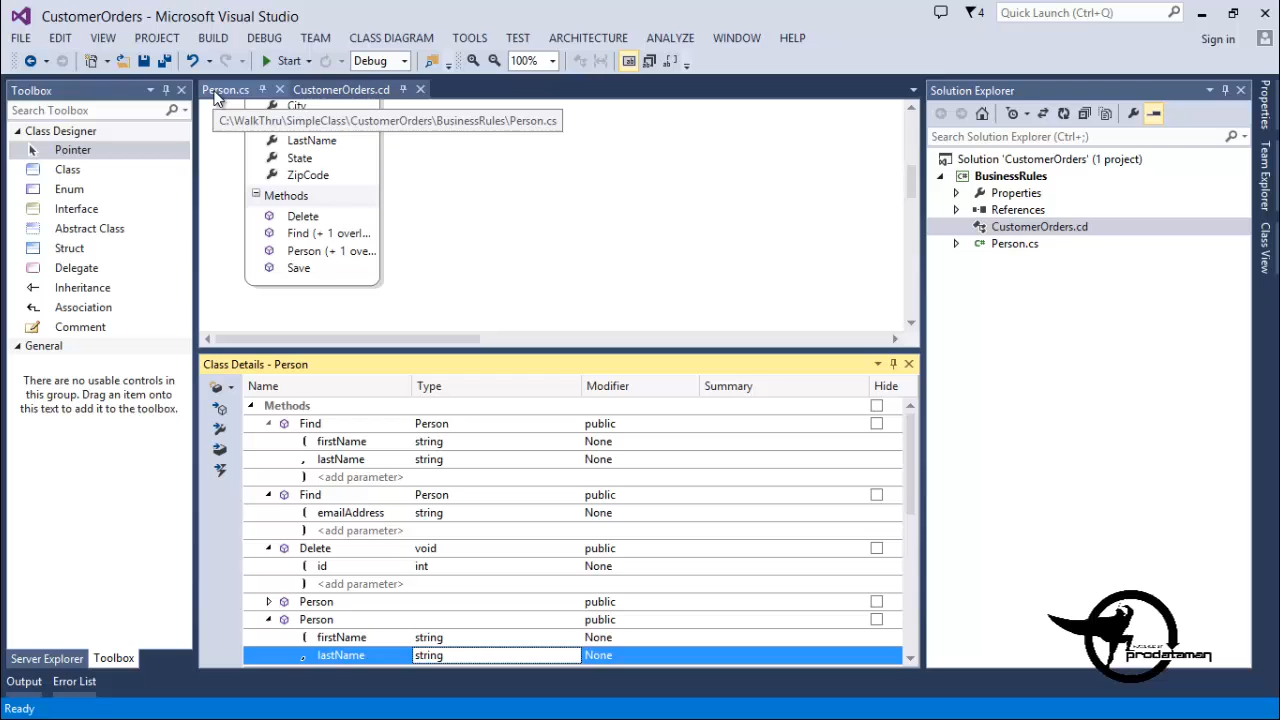 CustomerOrders - Microsoft Visual Studio
4
Quick Launch (Ctrl+Q)
FILE EDIT VIEW PROJECT BUILD DEBUG TEAM CLASS DIAGRAM TOOLS TEST ARCHITECTURE ANALYZE WINDOW HELP
Sign in
Start Debug 100%
Toolbox
Search Toolbox
Class Designer
Pointer
Class
Enum
Interface
Abstract Class
Struct
Delegate
Inheritance
Association
Comment
General
There are no usable controls in
this group. Drag an item onto
this text to add it to the toolbox.
Server Explorer Toolbox
Output Error List
Ready
Person.cs CustomerOrders.cd
City
C:\WalkThru\SimpleClass\CustomerOrders\BusinessRules\Person.cs
LastName
State
ZipCode
Methods
Delete
Find (+ 1 overl...
Person (+ 1 ove...
Save
Class Details - Person
Name Type Modifier Summary Hide
Methods
Find Person public
( firstName string None
, lastName string None
) <add parameter>
Find Person public
( emailAddress string None
) <add parameter>
Delete void public
( id int None
) <add parameter>
Person public
Person public
( firstName string None
, lastName string None
Solution Explorer
Search Solution Explorer (Ctrl+;)
Solution 'CustomerOrders' (1 project)
BusinessRules
Properties
References
CustomerOrders.cd
Person.cs
Properties
Team Explorer
Class View
prodataman